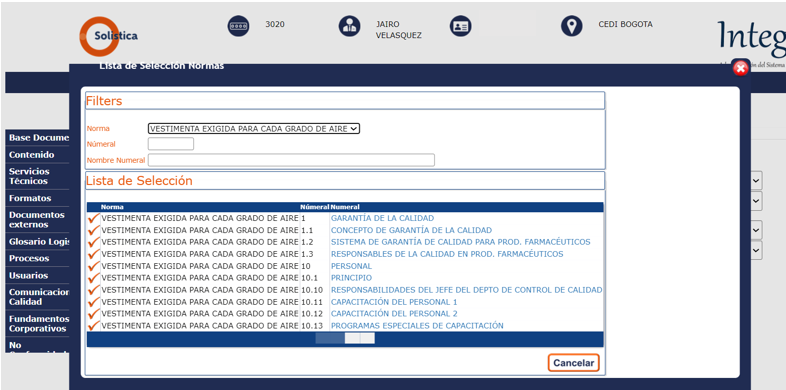 Solistica
3020
JAIRO
VELASQUEZ
CEDI BOGOTA
Integ
Lista de Selección Normas
n del Sistema
Filters
Norma VESTIMENTA EXIGIDA PARA CADA GRADO DE AIRE
Númeral
Nombre Numeral
Lista de Selección
Norma Númeral Numeral
VESTIMENTA EXIGIDA PARA CADA GRADO DE AIRE 1 GARANTÍA DE LA CALIDAD
VESTIMENTA EXIGIDA PARA CADA GRADO DE AIRE 1.1 CONCEPTO DE GARANTÍA DE LA CALIDAD
VESTIMENTA EXIGIDA PARA CADA GRADO DE AIRE 1.2 SISTEMA DE GARANTÍA DE CALIDAD PARA PROD. FARMACÉUTICOS
VESTIMENTA EXIGIDA PARA CADA GRADO DE AIRE 1.3 RESPONSABLES DE LA CALIDAD EN PROD. FARMACÉUTICOS
VESTIMENTA EXIGIDA PARA CADA GRADO DE AIRE 10 PERSONAL
VESTIMENTA EXIGIDA PARA CADA GRADO DE AIRE 10.1 PRINCIPIO
VESTIMENTA EXIGIDA PARA CADA GRADO DE AIRE 10.10 RESPONSABILIDADES DEL JEFE DEL DEPTO DE CONTROL DE CALIDAD
VESTIMENTA EXIGIDA PARA CADA GRADO DE AIRE 10.11 CAPACITACIÓN DEL PERSONAL 1
VESTIMENTA EXIGIDA PARA CADA GRADO DE AIRE 10.12 CAPACITACIÓN DEL PERSONAL 2
VESTIMENTA EXIGIDA PARA CADA GRADO DE AIRE 10.13 PROGRAMAS ESPECIALES DE CAPACITACIÓN
Cancelar
Base Docume
Contenido
Servicios
Técnicos
Formatos
Documentos
externos
Glosario Logis
Procesos
Usuarios
Comunicacion
Calidad
Fundamentos
Corporativos
No